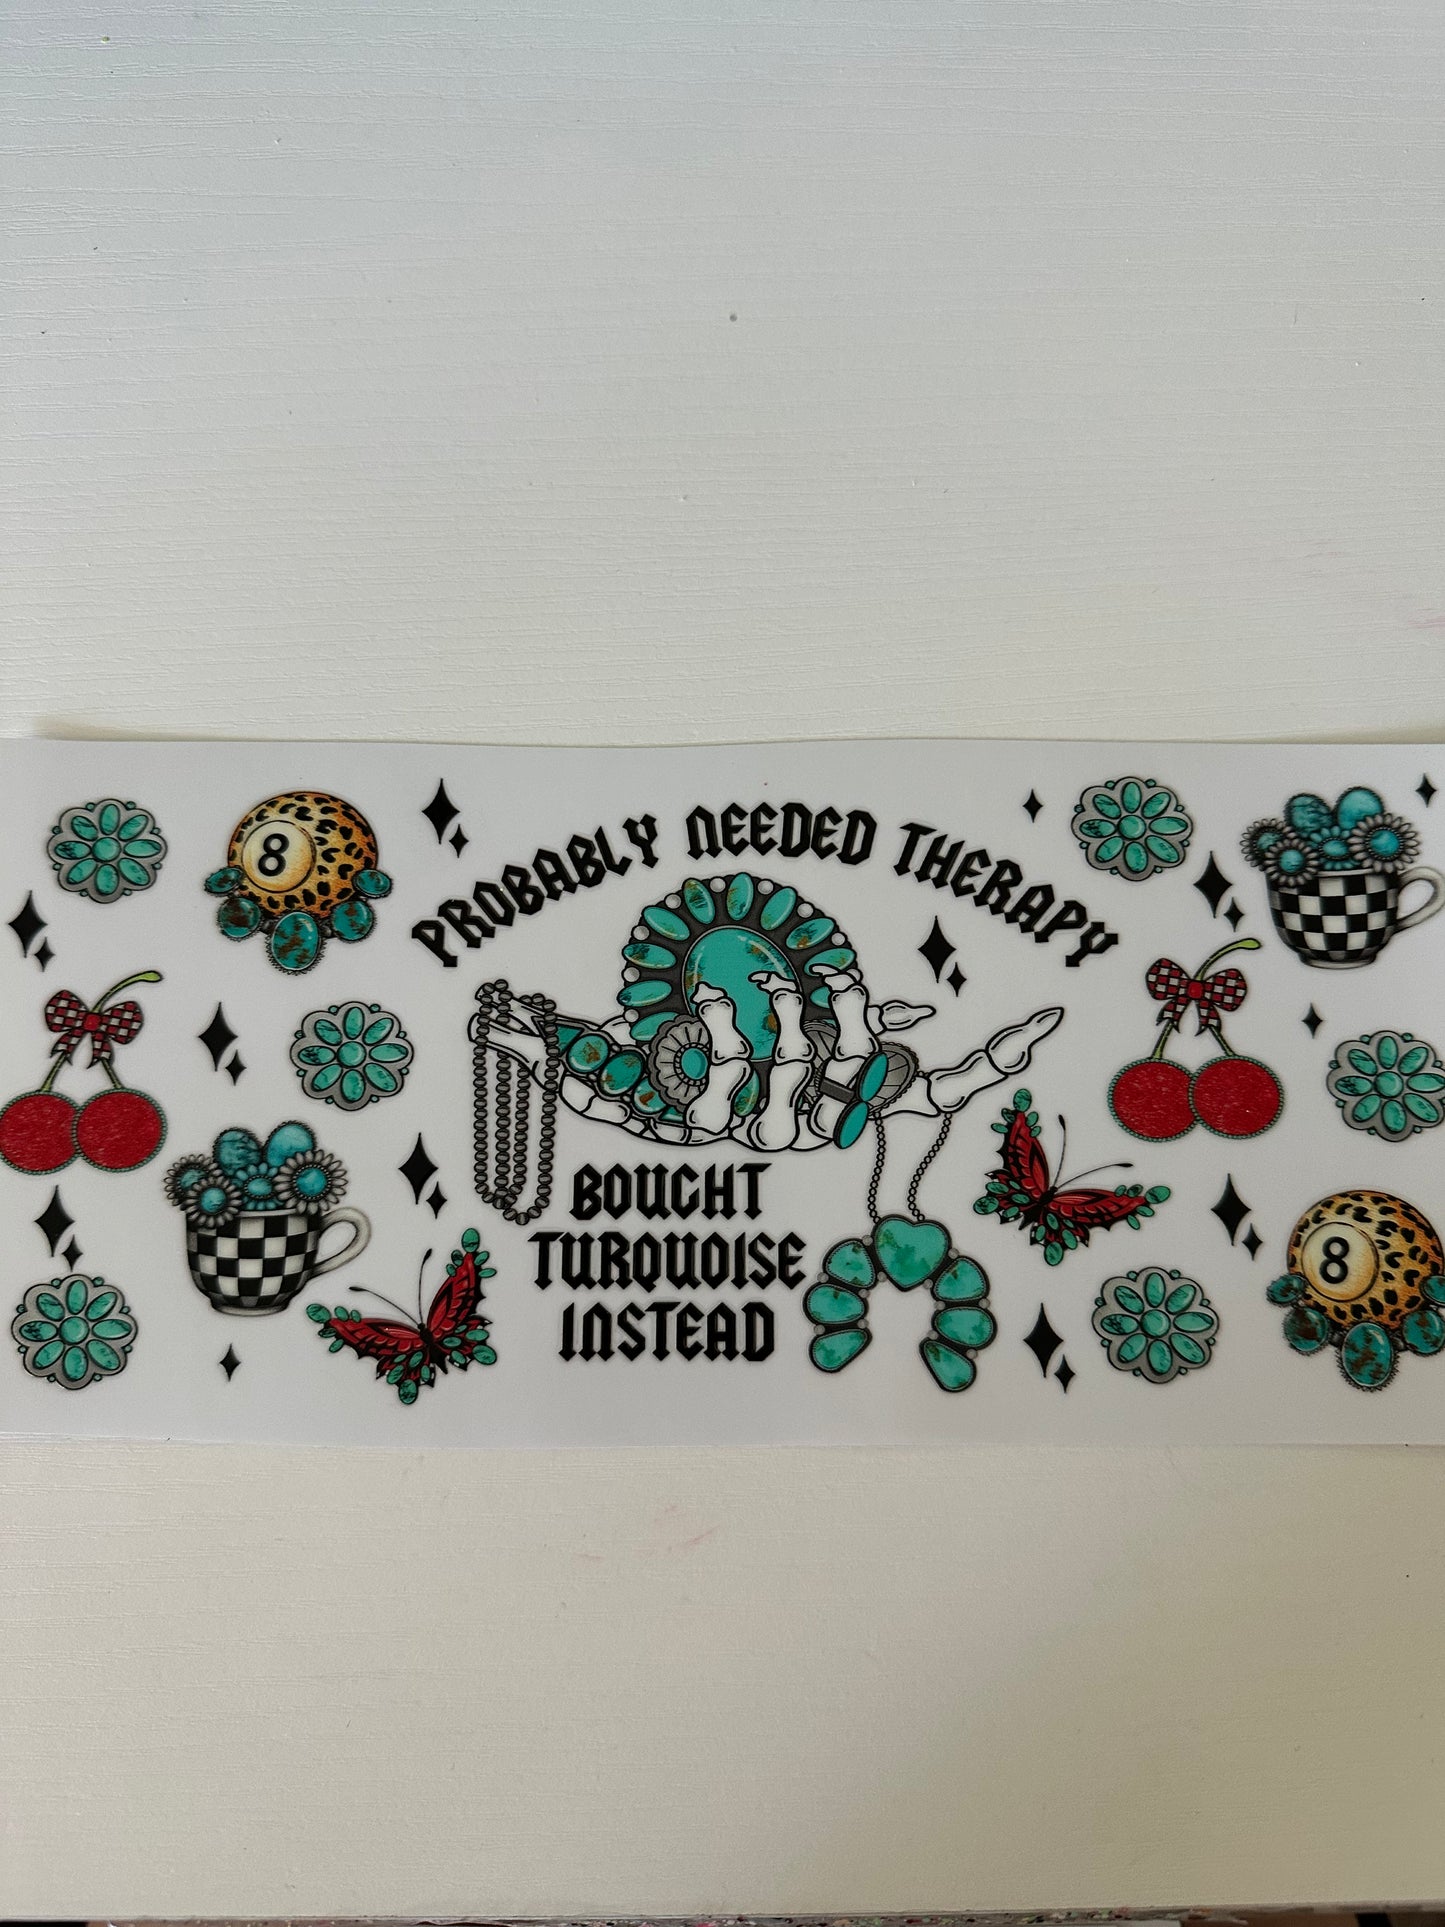 8
PROBABLY NEEDED THERAPY
BOUGHT
TURQUOISE
INSTEAD
8